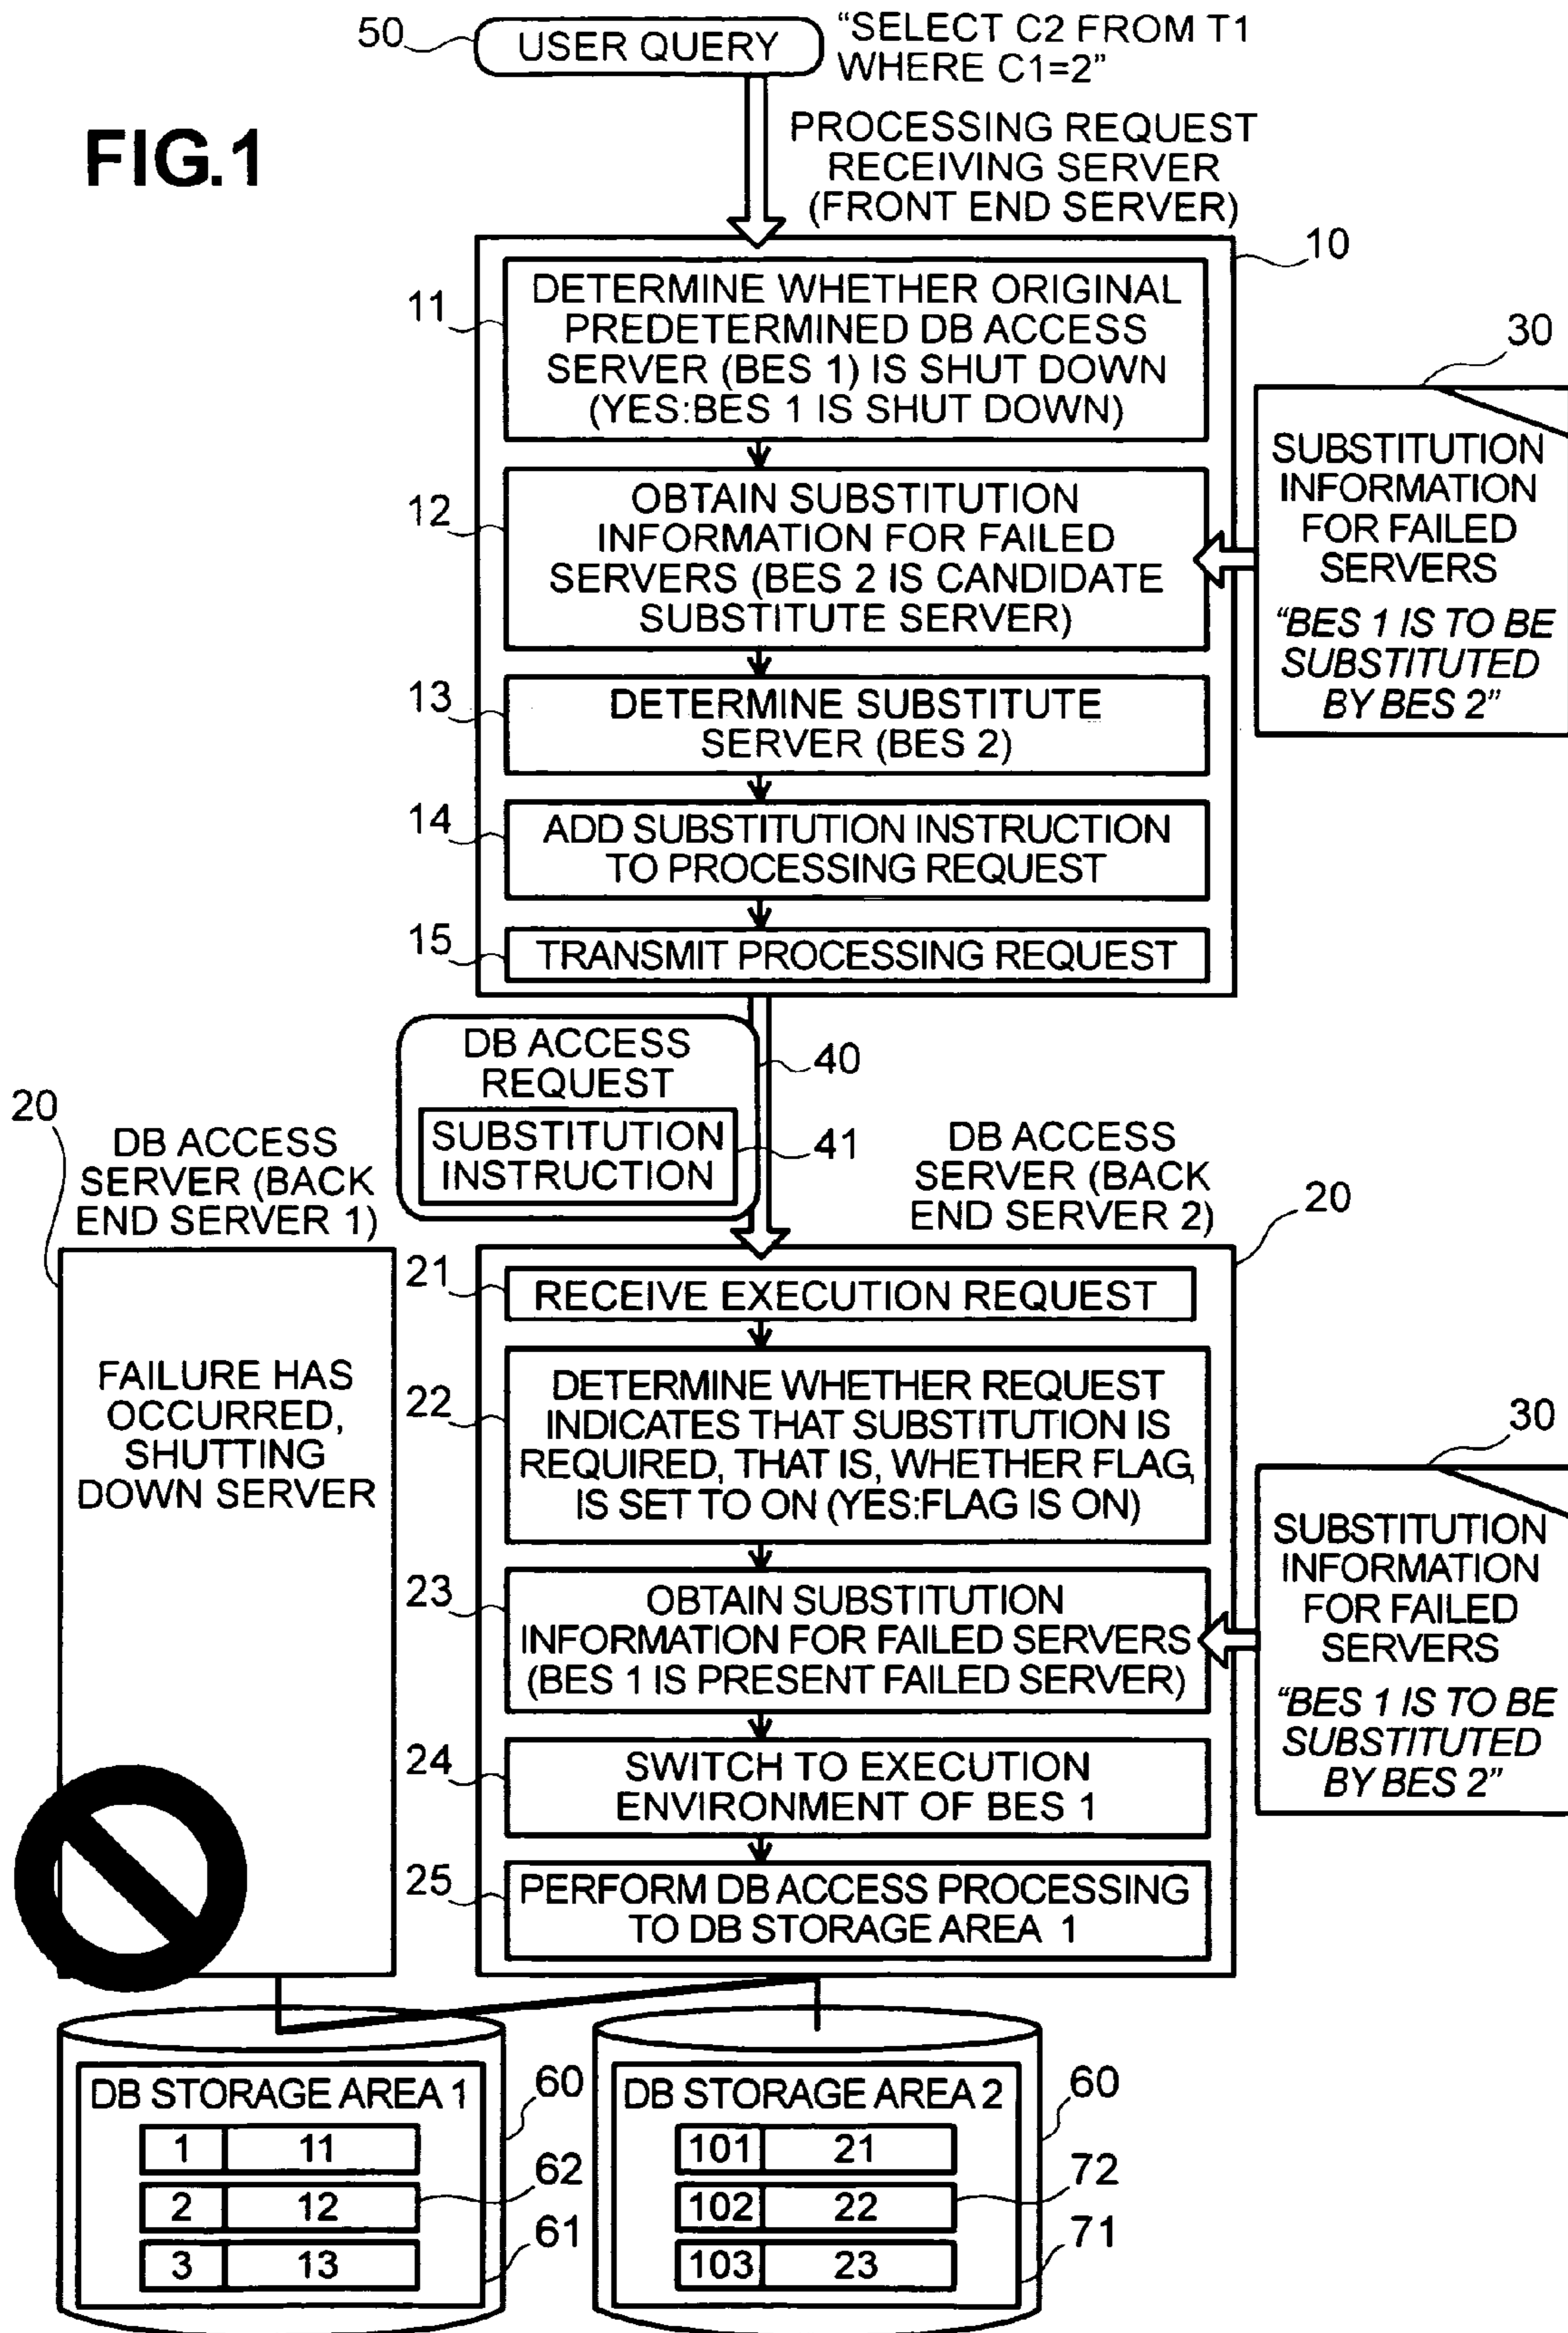 FIG.1
50
USER QUERY
"SELECT C2 FROM T1
WHERE C1=2"
PROCESSING REQUEST
RECEIVING SERVER
(FRONT END SERVER)
10
11
DETERMINE WHETHER ORIGINAL
PREDETERMINED DB ACCESS
SERVER (BES 1) IS SHUT DOWN
(YES:BES 1 IS SHUT DOWN)
12
OBTAIN SUBSTITUTION
INFORMATION FOR FAILED
SERVERS (BES 2 IS CANDIDATE
SUBSTITUTE SERVER)
30
SUBSTITUTION
INFORMATION
FOR FAILED
SERVERS
"BES 1 IS TO BE
SUBSTITUTED
BY BES 2"
13
DETERMINE SUBSTITUTE
SERVER (BES 2)
14
ADD SUBSTITUTION INSTRUCTION
TO PROCESSING REQUEST
15
TRANSMIT PROCESSING REQUEST
DB ACCESS
REQUEST
40
SUBSTITUTION
INSTRUCTION
41
20
DB ACCESS
SERVER (BACK
END SERVER 1)
FAILURE HAS
OCCURRED,
SHUTTING
DOWN SERVER
DB ACCESS
SERVER (BACK
END SERVER 2)
20
21
RECEIVE EXECUTION REQUEST
22
DETERMINE WHETHER REQUEST
INDICATES THAT SUBSTITUTION IS
REQUIRED, THAT IS, WHETHER FLAG,
IS SET TO ON (YES:FLAG IS ON)
23
OBTAIN SUBSTITUTION
INFORMATION FOR FAILED SERVERS
(BES 1 IS PRESENT FAILED SERVER)
30
SUBSTITUTION
INFORMATION
FOR FAILED
SERVERS
"BES 1 IS TO BE
SUBSTITUTED
BY BES 2"
24
SWITCH TO EXECUTION
ENVIRONMENT OF BES 1
25
PERFORM DB ACCESS PROCESSING
TO DB STORAGE AREA 1
DB STORAGE AREA 1
60
1 11
2 12
62
3 13
61
DB STORAGE AREA 2
60
101 21
102 22
72
103 23
71